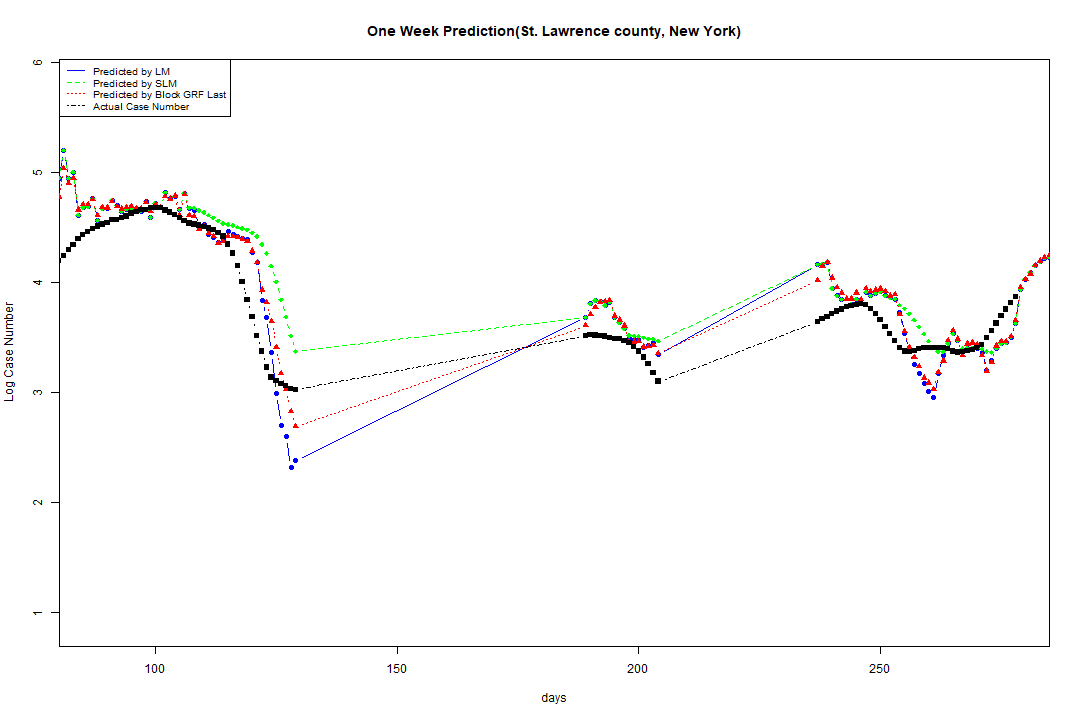 One Week Prediction(St. Lawrence county, New York)
Predicted by LM
Predicted by SLM
Predicted by Block GRF Last
Actual Case Number
6
5
4
3
2
1
Log Case Number
100 150 200 250
days